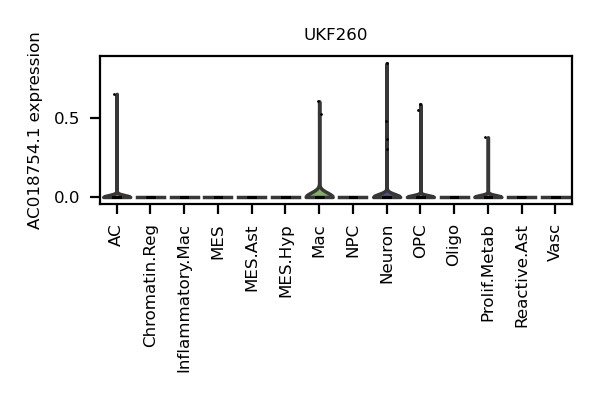 UKF260
AC018754.1 expression
0.5
0.0
AC
Chromatin.Reg
Inflammatory.Mac
MES
MES.Ast
MES.Hyp
Mac
NPC
Neuron
OPC
Oligo
Prolif.Metab
Reactive.Ast
Vasc